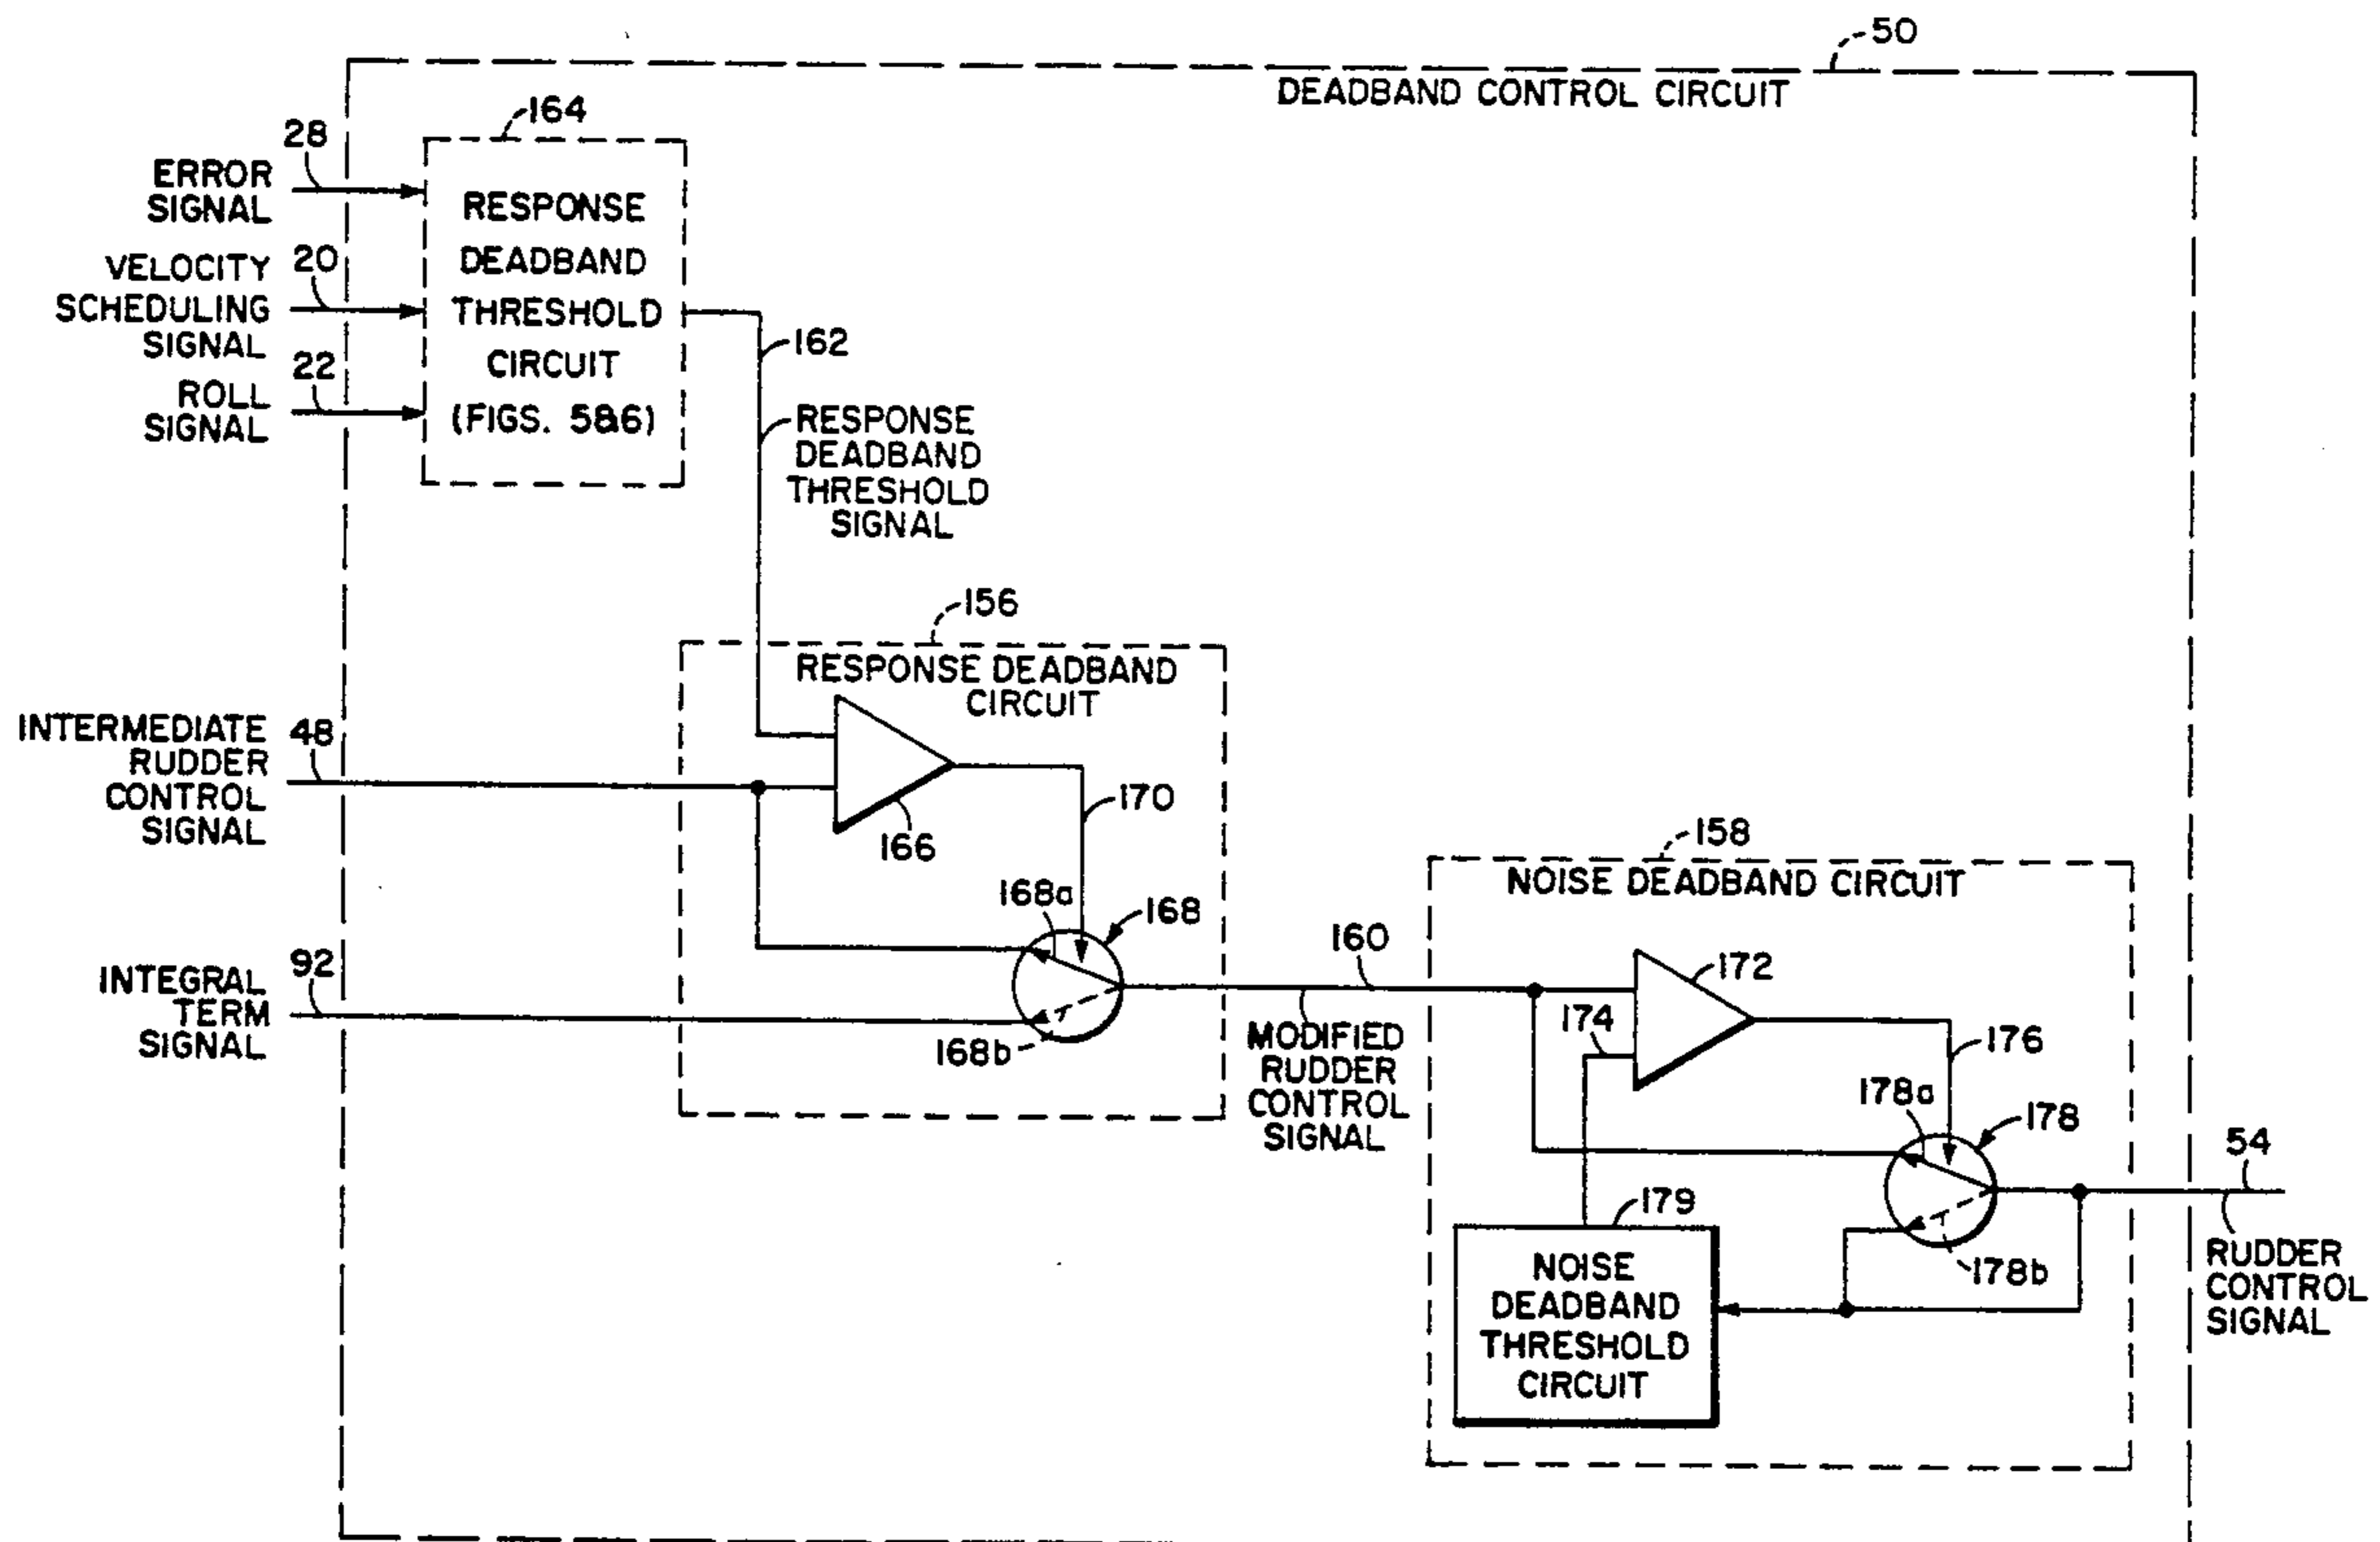 50
DEADBAND CONTROL CIRCUIT
164
28
ERROR
SIGNAL
VELOCITY
SCHEDULING
SIGNAL
20
22
ROLL
SIGNAL
RESPONSE
DEADBAND
THRESHOLD
CIRCUIT
(FIGS. 5&6)
162
RESPONSE
DEADBAND
THRESHOLD
SIGNAL
156
RESPONSE DEADBAND
CIRCUIT
INTERMEDIATE
RUDDER
CONTROL
SIGNAL
48
166
170
168a
168
168b
INTEGRAL
TERM
SIGNAL
92
160
MODIFIED
RUDDER
CONTROL
SIGNAL
158
NOISE DEADBAND CIRCUIT
172
174
176
178a
178
178b
179
NOISE
DEADBAND
THRESHOLD
CIRCUIT
54
RUDDER
CONTROL
SIGNAL